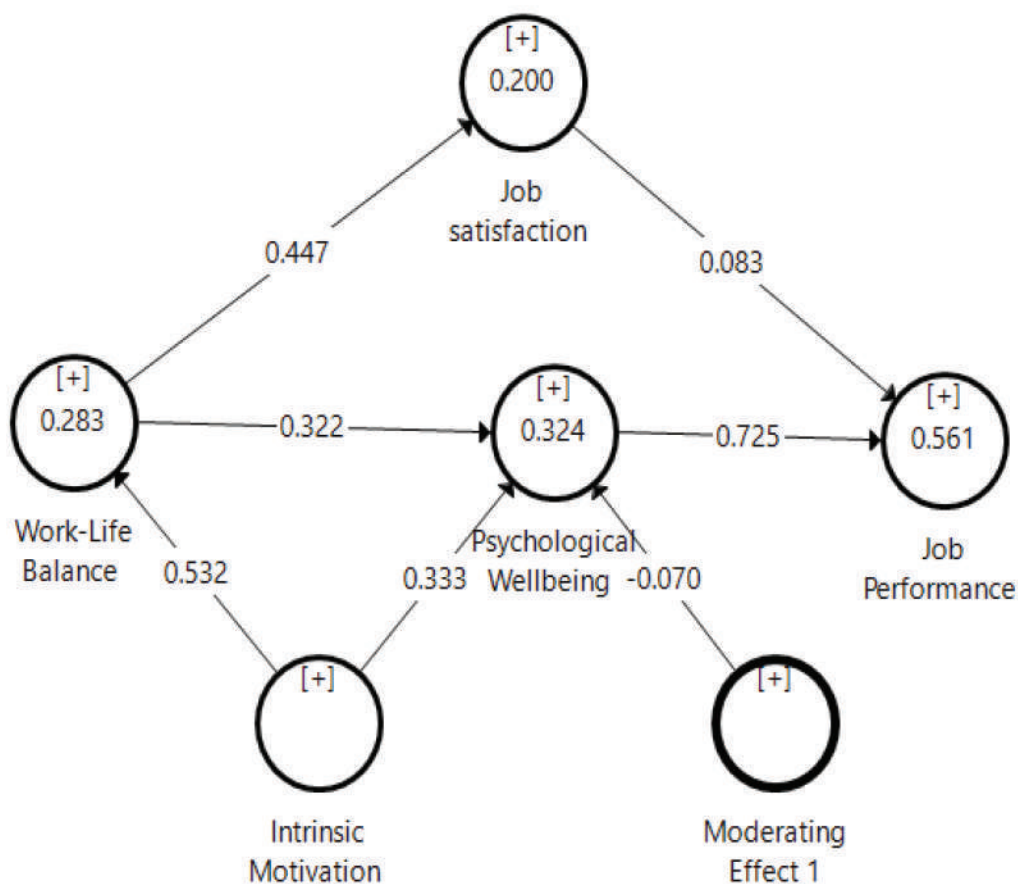 [+]
0.200
Job
satisfaction
0.447
0.083
[+]
0.283
0.322
[+]
0.324
0.725
[+]
0.561
Work-Life
Balance
0.532
Psychological
Wellbeing
0.333
-0.070
Job
Performance
[+]
[+]
Intrinsic
Motivation
Moderating
Effect 1